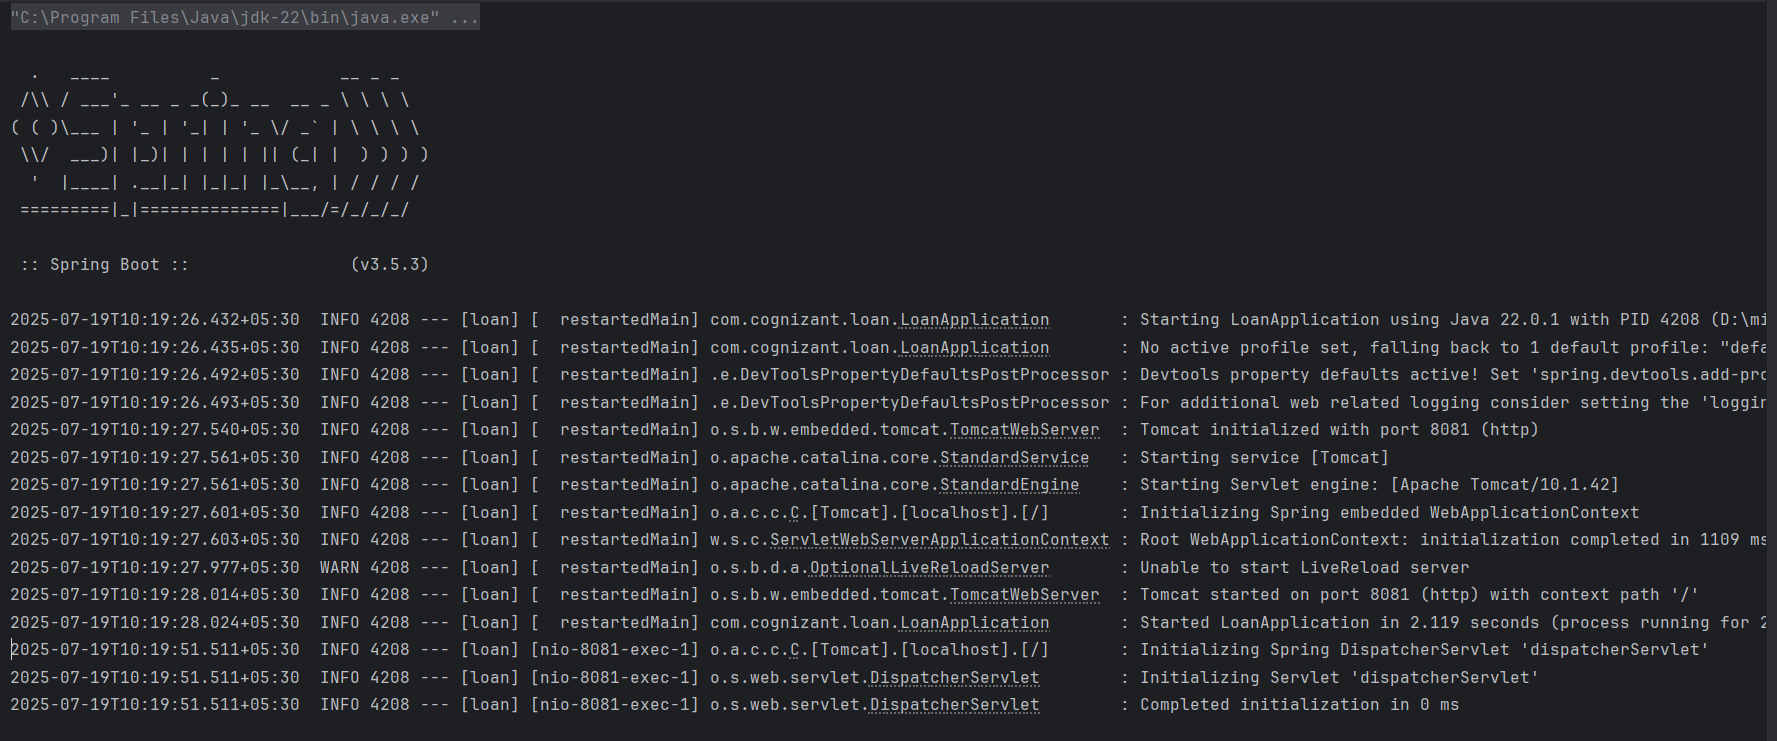 "C:\Program Files\Java\jdk-22\bin\java.exe" ...
  .   ____          _            __ _ _
 /\\ / ___'_ __ _ _(_)_ __  __ _ \ \ \ \
( ( )\___ | '_ | '_| | '_ \/ _` | \ \ \ \
 \\/  ___)| |_)| | | | | || (_| |  ) ) ) )
  '  |____| .__|_| |_|_| |_\__, | / / / /
 =========|_|==============|___/=/_/_/_/
 :: Spring Boot ::                (v3.5.3)
2025-07-19T10:19:26.432+05:30  INFO 4208 --- [loan] [  restartedMain] com.cognizant.loan.LoanApplication       : Starting LoanApplication using Java 22.0.1 with PID 4208 (D:\mi
2025-07-19T10:19:26.435+05:30  INFO 4208 --- [loan] [  restartedMain] com.cognizant.loan.LoanApplication       : No active profile set, falling back to 1 default profile: "defa
2025-07-19T10:19:26.492+05:30  INFO 4208 --- [loan] [  restartedMain] .e.DevToolsPropertyDefaultsPostProcessor : Devtools property defaults active! Set 'spring.devtools.add-pro
2025-07-19T10:19:26.493+05:30  INFO 4208 --- [loan] [  restartedMain] .e.DevToolsPropertyDefaultsPostProcessor : For additional web related logging consider setting the 'loggin
2025-07-19T10:19:27.540+05:30  INFO 4208 --- [loan] [  restartedMain] o.s.b.w.embedded.tomcat.TomcatWebServer  : Tomcat initialized with port 8081 (http)
2025-07-19T10:19:27.561+05:30  INFO 4208 --- [loan] [  restartedMain] o.apache.catalina.core.StandardService   : Starting service [Tomcat]
2025-07-19T10:19:27.561+05:30  INFO 4208 --- [loan] [  restartedMain] o.apache.catalina.core.StandardEngine    : Starting Servlet engine: [Apache Tomcat/10.1.42]
2025-07-19T10:19:27.601+05:30  INFO 4208 --- [loan] [  restartedMain] o.a.c.c.C.[Tomcat].[localhost].[/]       : Initializing Spring embedded WebApplicationContext
2025-07-19T10:19:27.603+05:30  INFO 4208 --- [loan] [  restartedMain] w.s.c.ServletWebServerApplicationContext : Root WebApplicationContext: initialization completed in 1109 ms
2025-07-19T10:19:27.977+05:30  WARN 4208 --- [loan] [  restartedMain] o.s.b.d.a.OptionalLiveReloadServer       : Unable to start LiveReload server
2025-07-19T10:19:28.014+05:30  INFO 4208 --- [loan] [  restartedMain] o.s.b.w.embedded.tomcat.TomcatWebServer  : Tomcat started on port 8081 (http) with context path '/'
2025-07-19T10:19:28.024+05:30  INFO 4208 --- [loan] [  restartedMain] com.cognizant.loan.LoanApplication       : Started LoanApplication in 2.119 seconds (process running for 2
2025-07-19T10:19:51.511+05:30  INFO 4208 --- [loan] [nio-8081-exec-1] o.a.c.c.C.[Tomcat].[localhost].[/]       : Initializing Spring DispatcherServlet 'dispatcherServlet'
2025-07-19T10:19:51.511+05:30  INFO 4208 --- [loan] [nio-8081-exec-1] o.s.web.servlet.DispatcherServlet        : Initializing Servlet 'dispatcherServlet'
2025-07-19T10:19:51.511+05:30  INFO 4208 --- [loan] [nio-8081-exec-1] o.s.web.servlet.DispatcherServlet        : Completed initialization in 0 ms